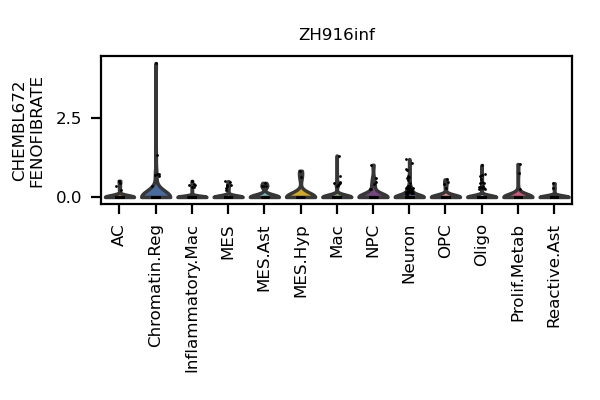 ZH916inf
CHEMBL672
FENOFIBRATE
2.5
0.0
AC
Chromatin.Reg
Inflammatory.Mac
MES
MES.Ast
MES.Hyp
Mac
NPC
Neuron
OPC
Oligo
Prolif.Metab
Reactive.Ast